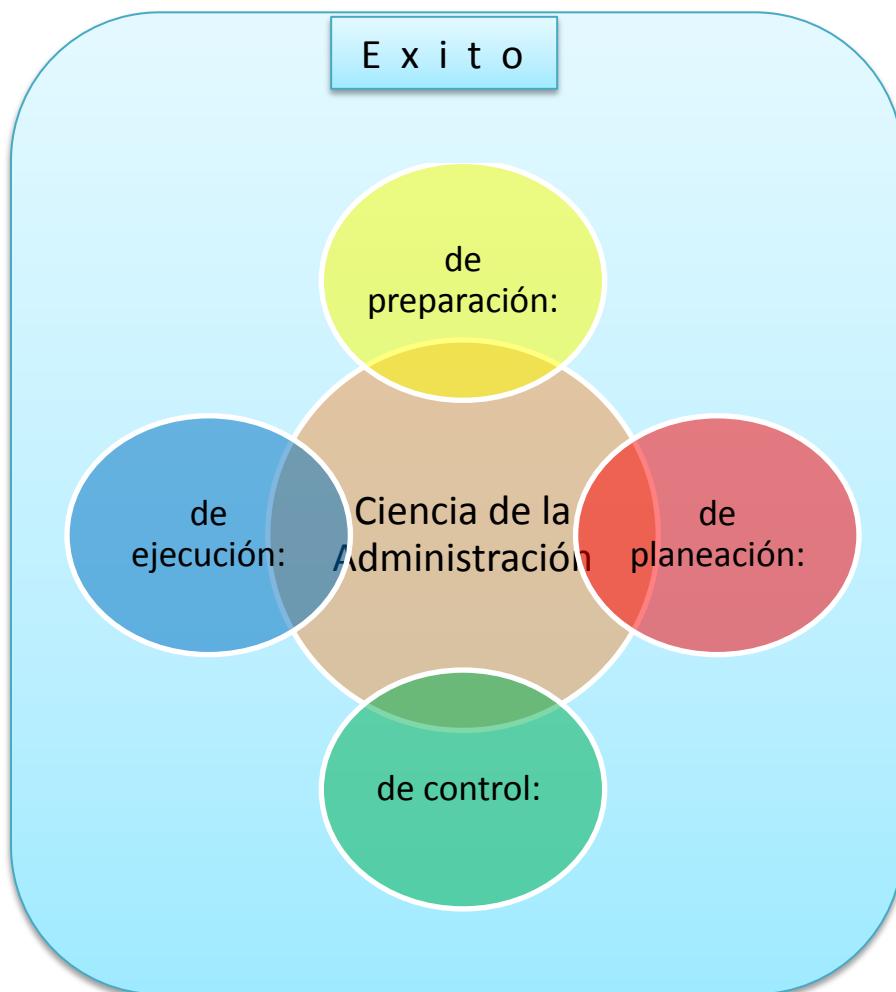 E x i t o
de
preparación:
de
ejecución:
Ciencia de la
Administración
de
planeación:
de control: